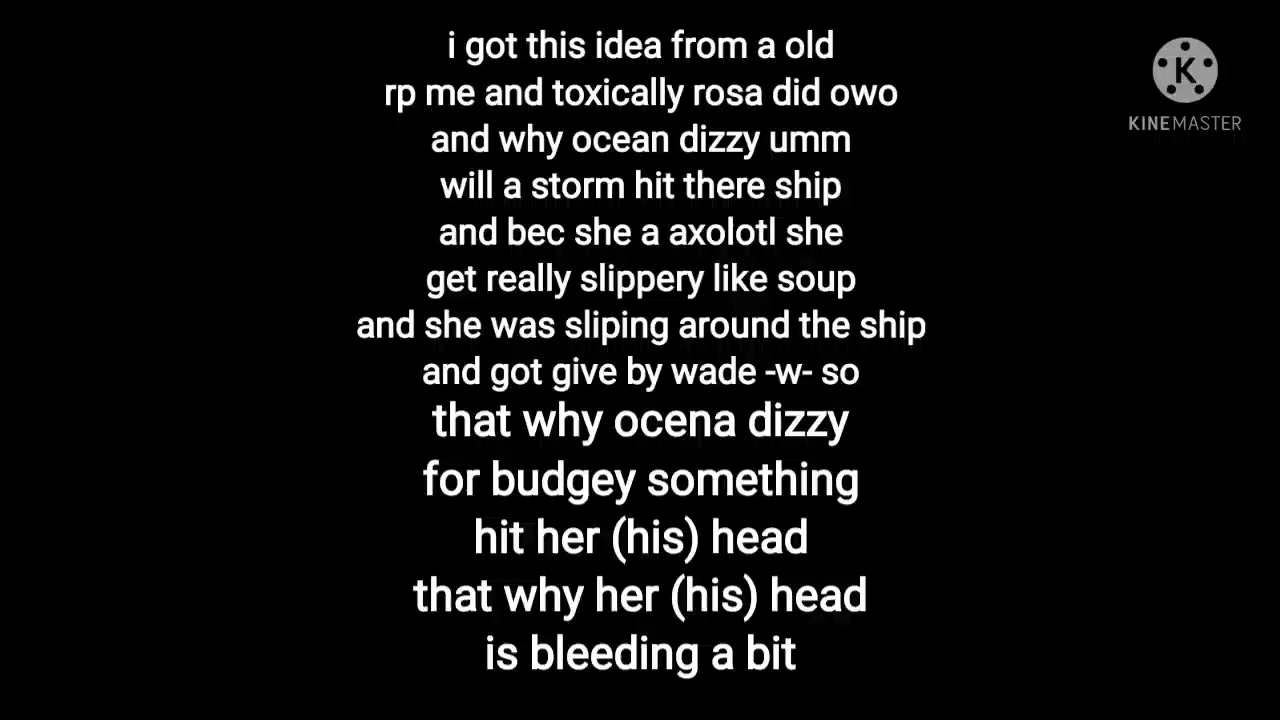 i got this idea from a old
rp me and toxically rosa did owo
and why ocean dizzy umm
will a storm hit there ship
and bec she a axolotl she
get really slippery like soup
and she was sliping around the ship
and got give by wade -w- so
that why ocena dizzy
for budgey something
hit her (his) head
that why her (his) head
is bleeding a bit
K
KINEMASTER